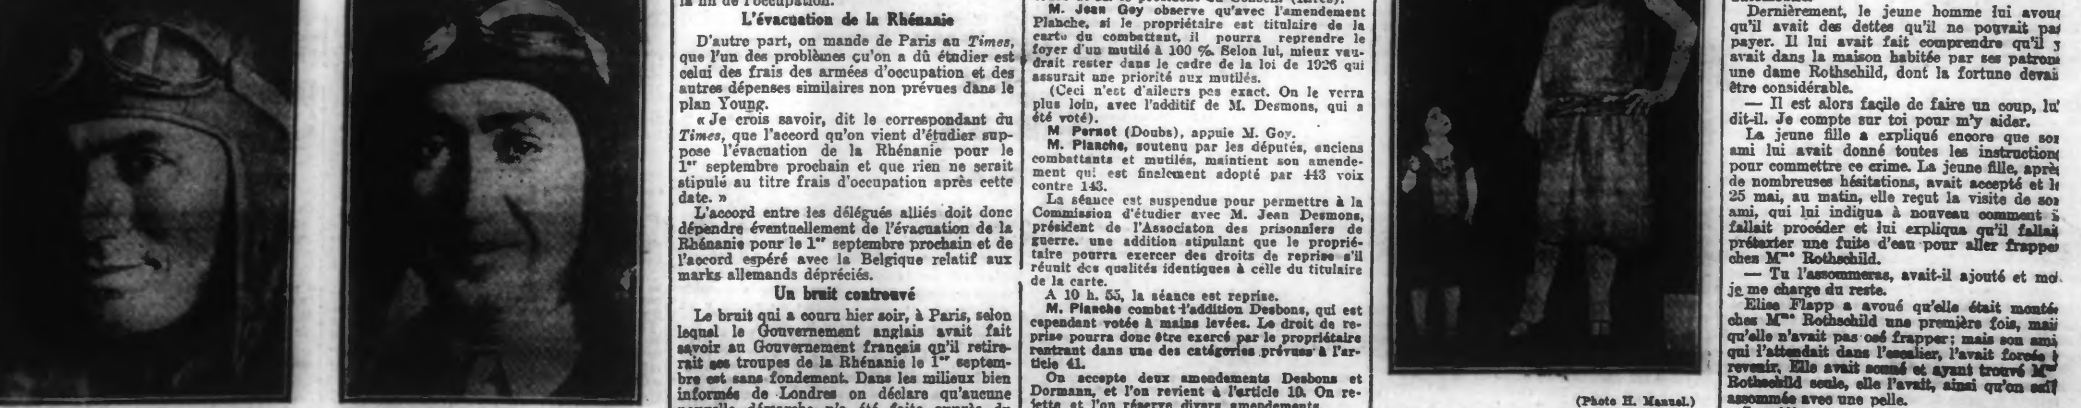 la fin de l'occupation.
L'évacuation de la Rhénanie
D'autre part, on mande de Paris au Times,
que l'un des problèmes qu'on a dû étudier est
celui des frais des armées d'occupation et des
autres dépenses similaires non prévues dans le
plan Young.
« Je crois savoir, dit le correspondant du
Times, que l'accord qu'on vient d'étudier sup-
pose l'évacuation de la Rhénanie pour le
1er septembre prochain et que rien ne serait
stipulé au titre frais d'occupation après cette
date. »
L'accord entre les délégués alliés doit donc
dépendre éventuellement de l'évacuation de la
Rhénanie pour le 1er septembre prochain et de
l'accord espéré avec la Belgique relatif aux
marks allemands dépréciés.
Un bruit controuvé
Le bruit qui a couru hier soir, à Paris, selon
lequel le Gouvernement anglais avait fait
savoir au Gouvernement français qu'il retire-
rait ses troupes de la Rhénanie le 1er septem-
bre est sans fondement. Dans les milieux bien
informés de Londres on déclare qu'aucune
M. Jean Goy observe qu'avec l'amendement
Planche, si le propriétaire est titulaire de la
carte du combattant, il pourra reprendre le
foyer d'un mutilé à 100 %. Selon lui, mieux vau-
drait rester dans le cadre de la loi de 1926 qui
assurait une priorité aux mutilés.
(Ceci n'est d'aileurs pas exact. On le verra
plus loin, avec l'additif de M. Desmons, qui a
été voté).
M Pernot (Doubs), appuie M. Goy.
M. Planche, soutenu par les députés, anciens
combattants et mutilés, maintient son amende-
ment qui est finalement adopté par 443 voix
contre 143.
La séance est suspendue pour permettre à la
Commission d'étudier avec M. Jean Desmons,
président de l'Associaton des prisonniers de
guerre. une addition stipulant que le proprié-
taire pourra exercer des droits de reprise s'il
réunit des qualités identiques à celle du titulaire
de la carte.
A 10 h. 55, la séance est reprise.
M. Planche combat l'addition Desbons, qui est
cependant votée à mains levées. Le droit de re-
prise pourra donc être exercé par le propriétaire
rentrant dans une des catégories prévues à l'ar-
ticle 41.
On accepte deux amendements Desbons et
Dormann, et l'on revient à l'article 10. On re-
jette et l'on réserve divers amendements.
(Photo H. Manuel.)
Dernièrement, le jeune homme lui avoua
qu'il avait des dettes qu'il ne pouvait pas
payer. Il lui avait fait comprendre qu'il y
avait dans la maison habitée par ses patrons
une dame Rothschild, dont la fortune devait
être considérable.
— Il est alors façile de faire un coup, lui
dit-il. Je compte sur toi pour m'y aider.
La jeune fille a expliqué encore que son
ami lui avait donné toutes les instructions
pour commettre ce crime. La jeune fille, après
de nombreuses hésitations, avait accepté et le
25 mai, au matin, elle reçut la visite de son
ami, qui lui indiqua à nouveau comment il
fallait procéder et lui expliqua qu'il fallait
prétexter une fuite d'eau pour aller frapper
chez Mme Rothschild.
— Tu l'assommeras, avait-il ajouté et moi
je me charge du reste.
Elise Flapp a avoué qu'elle était montée
chez Mme Rothschild une première fois, mais
qu'elle n'avait pas osé frapper; mais son ami,
qui l'attendait dans l'escalier, l'avait forcée à
revenir. Elle avait sonné et ayant trouvé Mme
Rothschild seule, elle l'avait, ainsi qu'on sait
assommée avec une pelle.